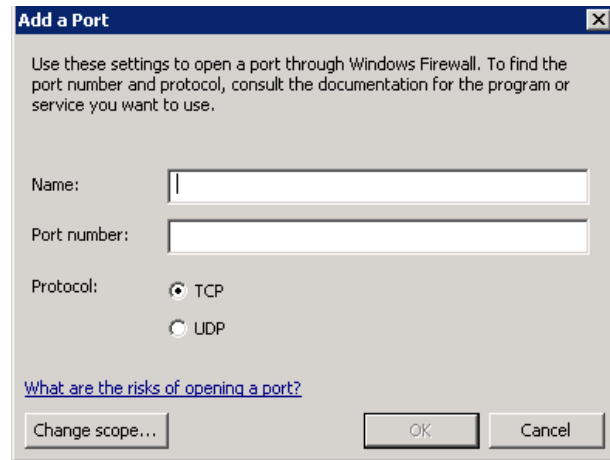 Add a Port
Use these settings to open a port through Windows Firewall. To find the
port number and protocol, consult the documentation for the program or
service you want to use.
Name:
Port number:
Protocol:
TCP
UDP
What are the risks of opening a port?
Change scope...
OK
Cancel